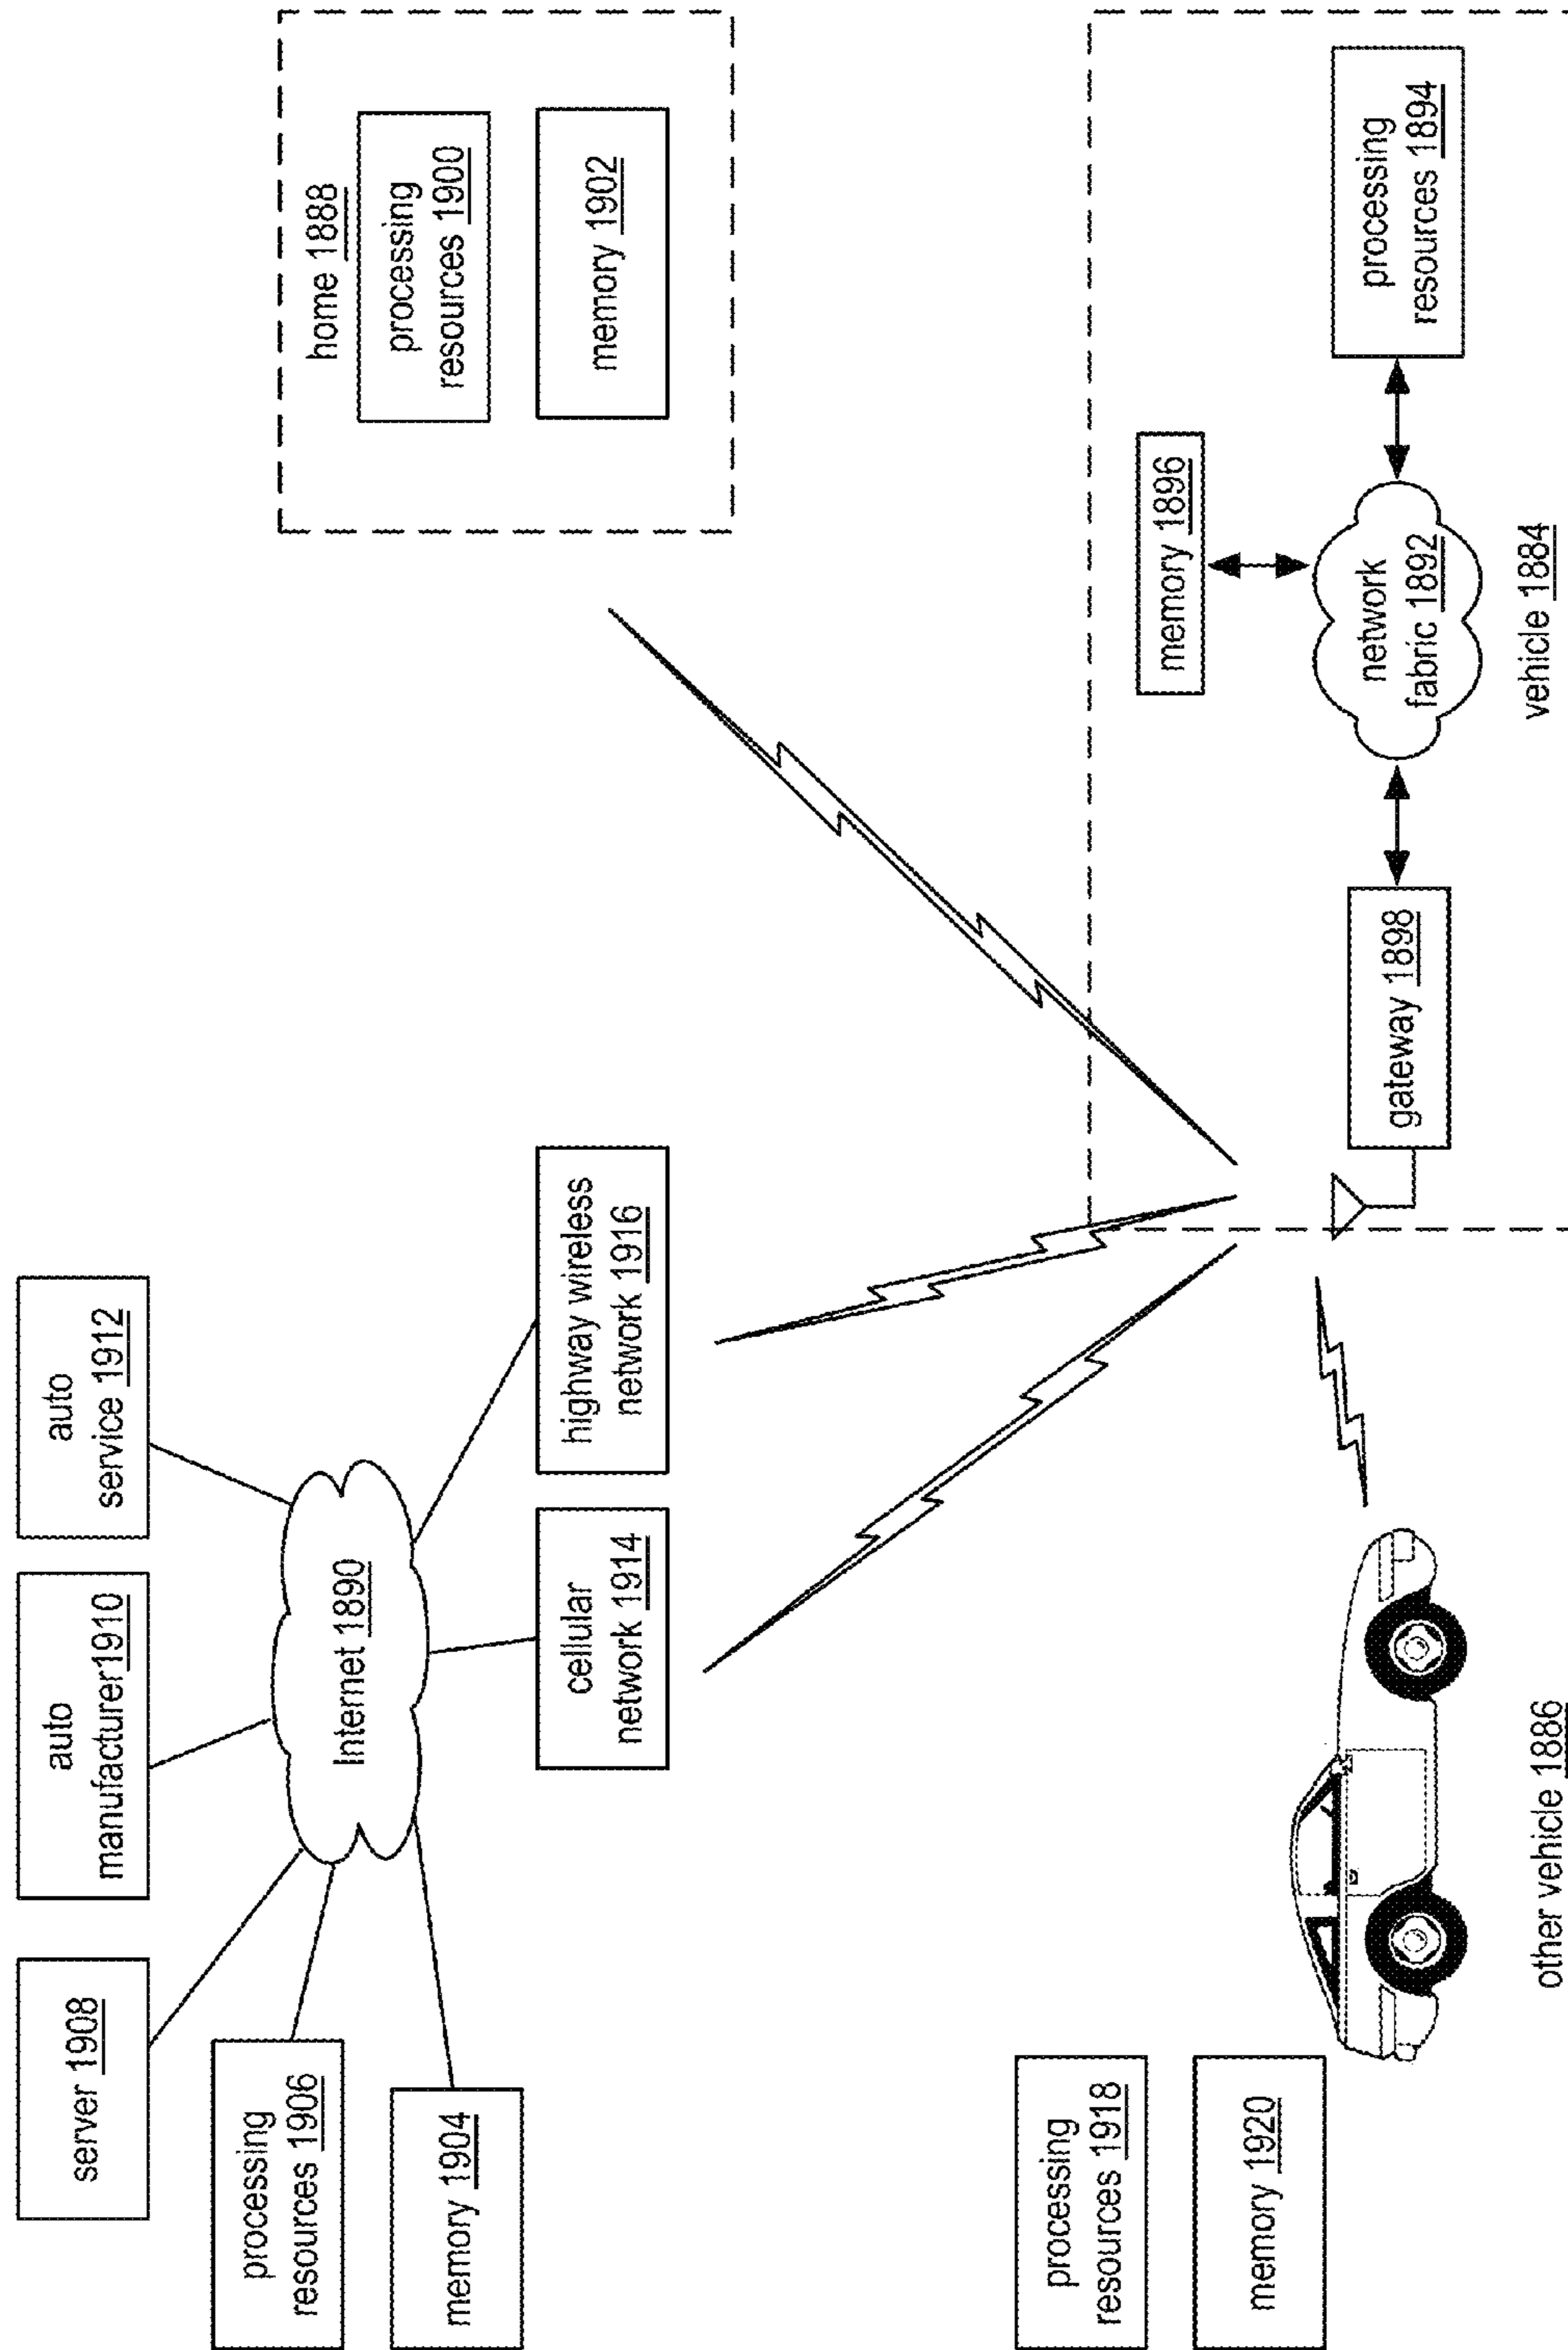 server 1908
auto
manufacturer1910
auto
service 1912
processing
resources 1906
memory 1904
Internet 1890
cellular
network 1914
highway wireless
network 1916
home 1888
processing
resources 1900
memory 1902
processing
resources 1918
memory 1920
other vehicle 1886
gateway 1898
memory 1896
network
fabric 1892
processing
resources 1894
vehicle 1884